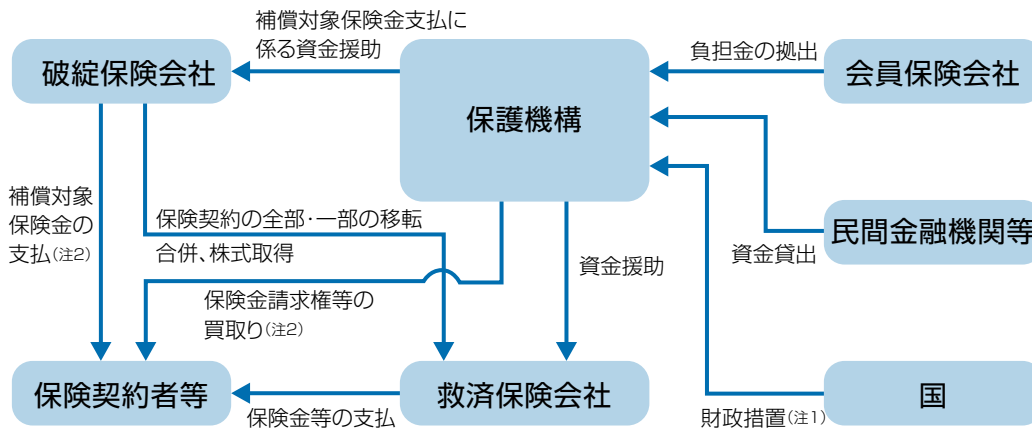 補償対象保険金支払に
係る資金援助
負担金の拠出
破綻保険会社
保護機構
会員保険会社
補償対象
保険金の
支払(注2)
保険契約の全部・一部の移転
合併、株式取得
資金援助
資金貸出
民間金融機関等
保険金請求権等の
買取り(注2)
保険契約者等
保険金等の支払
救済保険会社
財政措置(注1)
国